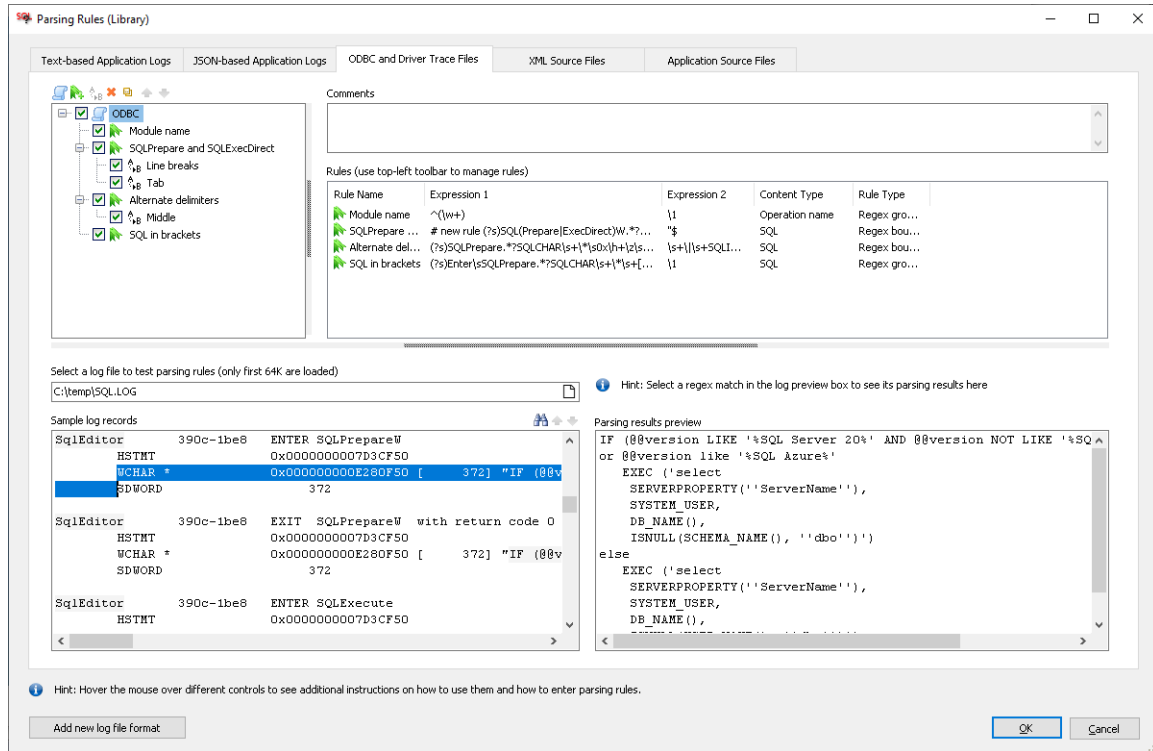 Parsing Rules (Library)
Text-based Application Logs
JSON-based Application Logs
ODBC and Driver Trace Files
XML Source Files
Application Source Files
ODBC
Module name
SQLPrepare and SQLExecDirect
Line breaks
Tab
Alternate delimiters
Middle
SQL in brackets
Comments
Rules (use top-left toolbar to manage rules)
Rule Name Expression 1 Expression 2 Content Type Rule Type
Module name ^(\w+) \1 Operation name Regex gro...
SQLPrepare ... # new rule (?s)SQL(Prepare|ExecDirect)W.*?... "$ SQL Regex bou...
Alternate del... (?s)SQLPrepare.*?SQLCHAR\s+\*\s0x\h+\z\s... \s+\|\s+SQLI... SQL Regex bou...
SQL in brackets (?s)Enter\sSQLPrepare.*?SQLCHAR\s+\*\s+[... \1 SQL Regex gro...
Select a log file to test parsing rules (only first 64K are loaded)
C:\temp\SQL.LOG
Hint: Select a regex match in the log preview box to see its parsing results here
Sample log records
SqlEditor 390c-1be8 ENTER SQLPrepareW
HSTMT 0x0000000007D3CF50
WCHAR * 0x000000000E280F50 [ 372] "IF (@@v
SDWORD 372
SqlEditor 390c-1be8 EXIT SQLPrepareW with return code 0
HSTMT 0x0000000007D3CF50
WCHAR * 0x000000000E280F50 [ 372] "IF (@@v
SDWORD 372
SqlEditor 390c-1be8 ENTER SQLExecute
HSTMT 0x0000000007D3CF50
Parsing results preview
IF (@@version LIKE '%SQL Server 20%' AND @@version NOT LIKE '%SQ
or @@version like '%SQL Azure%'
EXEC ('select
SERVERPROPERTY(''ServerName''),
SYSTEM_USER,
DB_NAME(),
ISNULL(SCHEMA_NAME(), ''dbo'')')
else
EXEC ('select
SERVERPROPERTY(''ServerName''),
SYSTEM_USER,
DB_NAME(),
Hint: Hover the mouse over different controls to see additional instructions on how to use them and how to enter parsing rules.
Add new log file format
OK
Cancel